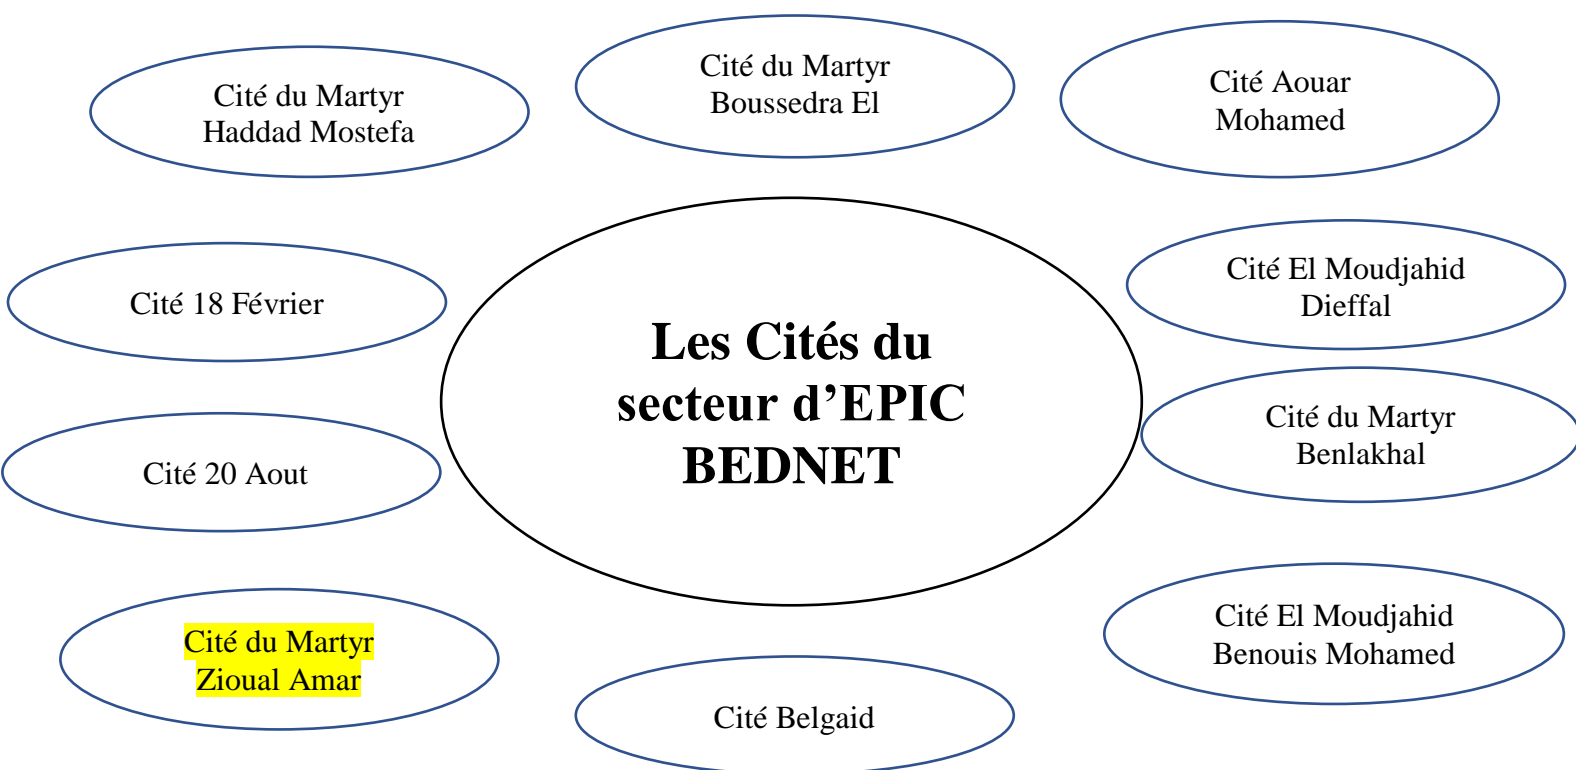 Cité du Martyr
Haddad Mostefa
Cité du Martyr
Boussedra El
Cité Aouar
Mohamed
Cité 18 Février
Cité El Moudjahid
Dieffal
Les Cités du
secteur d’EPIC
BEDNET
Cité 20 Aout
Cité du Martyr
Benlakhal
Cité du Martyr
Zioual Amar
Cité El Moudjahid
Benouis Mohamed
Cité Belgaid